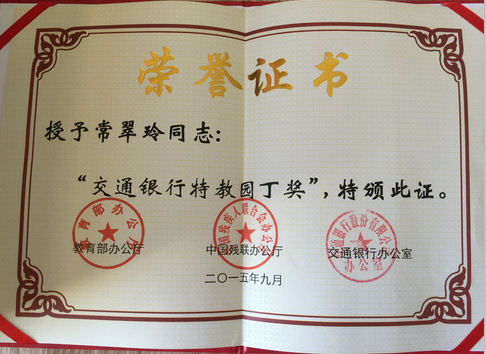 荣誉证书
授予常翠玲同志：
“交通银行特教园丁奖”，特颁此证。
教育部办公厅 中国残联办公厅 交通银行办公室
二〇一五年九月